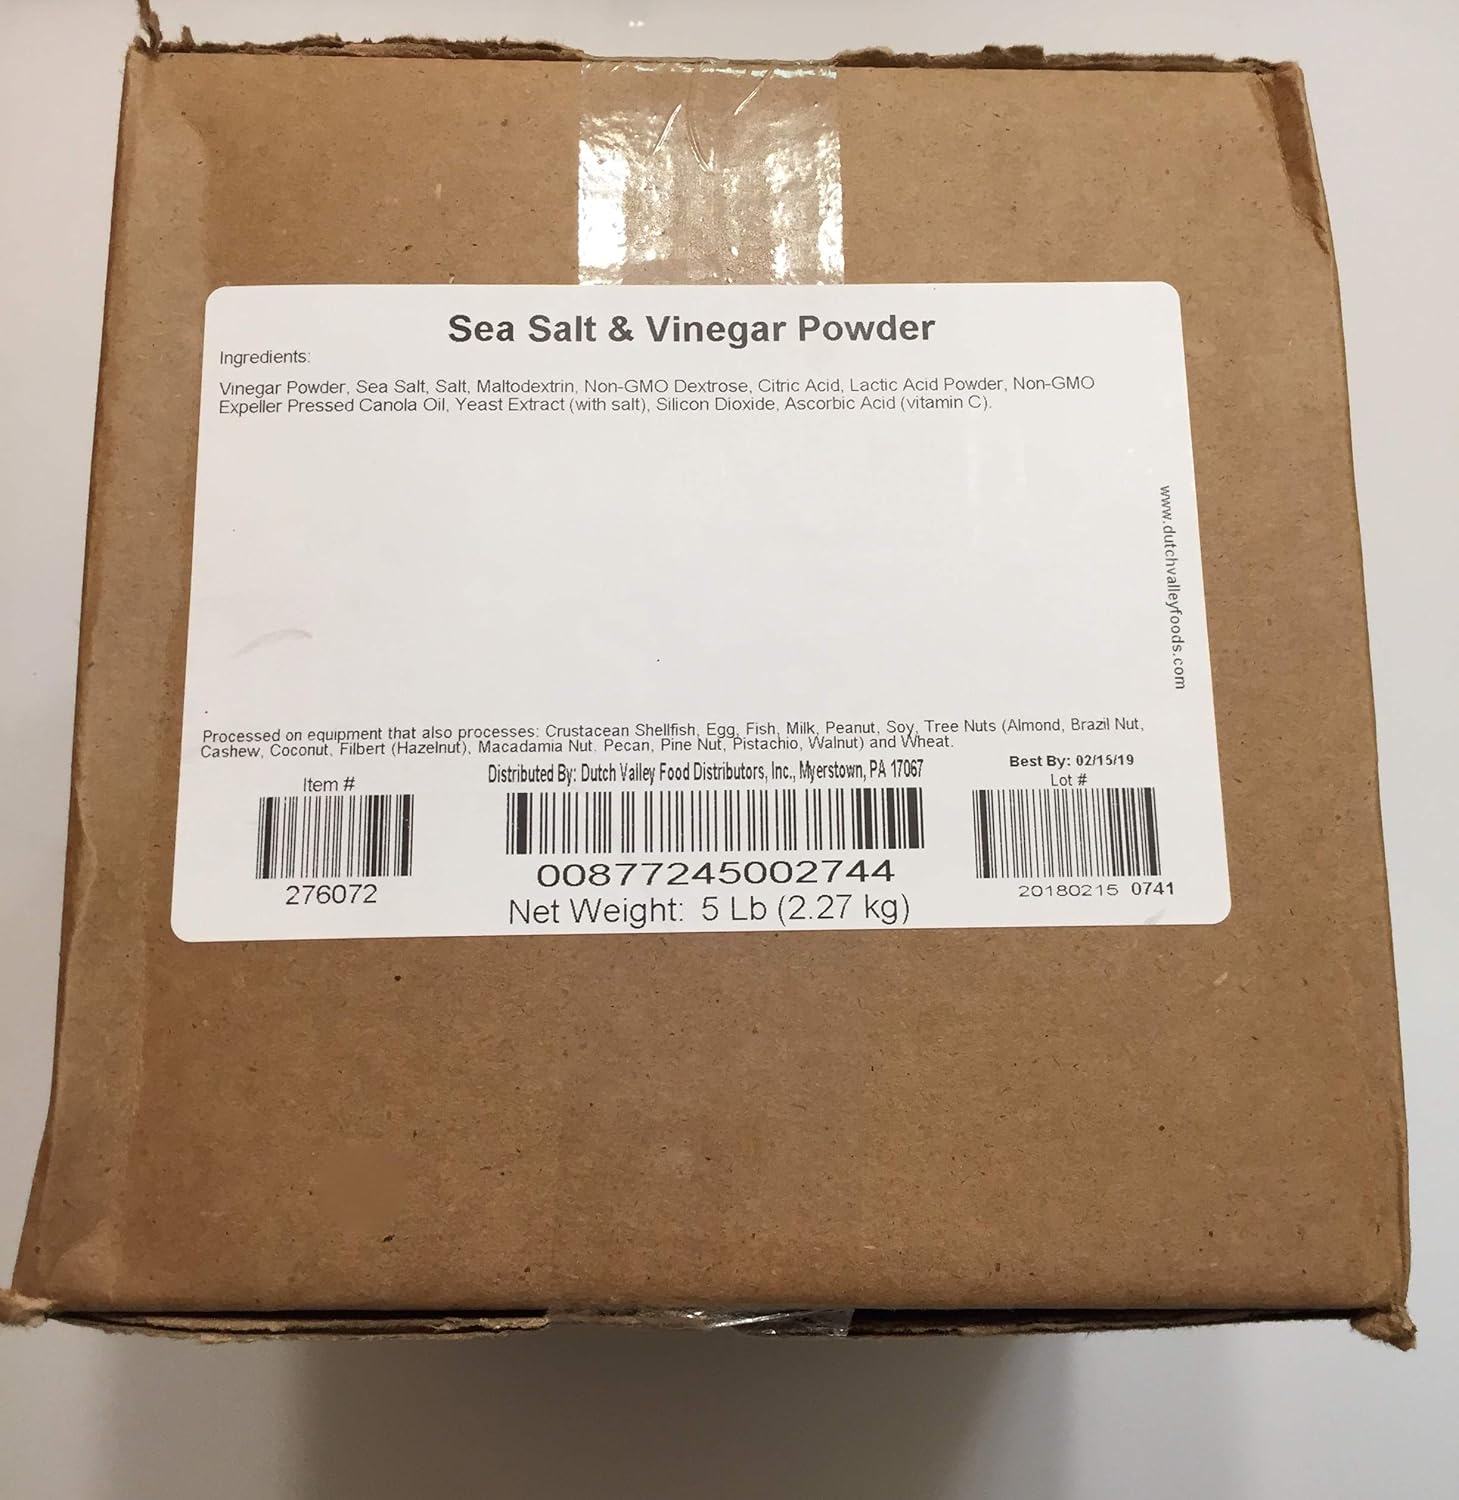 Sea Salt & Vinegar Powder
Ingredients:
Vinegar Powder, Sea Salt, Salt, Maltodextrin, Non-GMO Dextrose, Citric Acid, Lactic Acid Powder, Non-GMO
Expeller Pressed Canola Oil, Yeast Extract (with salt), Silicon Dioxide, Ascorbic Acid (vitamin C).
www.dutchvalleyfoods.com
Processed on equipment that also processes: Crustacean Shellfish, Egg, Fish, Milk, Peanut, Soy, Tree Nuts (Almond, Brazil Nut,
Cashew, Coconut, Filbert (Hazelnut), Macadamia Nut, Pecan, Pine Nut, Pistachio, Walnut) and Wheat.
Distributed By: Dutch Valley Food Distributors, Inc., Myerstown, PA 17067
Item #
276072
00877245002744
Net Weight: 5 Lb (2.27 kg)
Best By: 02/15/19
Lot #
20180215 0741